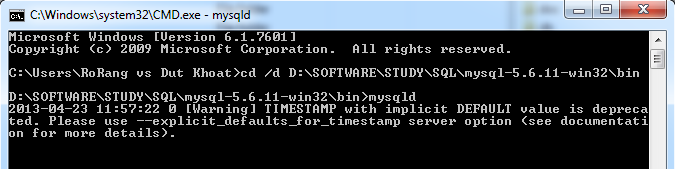 C:\Windows\system32\CMD.exe - mysqld
Microsoft Windows [Version 6.1.7601]
Copyright (c) 2009 Microsoft Corporation.  All rights reserved.
C:\Users\RoRang vs Dut Khoat>cd /d D:\SOFTWARE\STUDY\SQL\mysql-5.6.11-win32\bin
D:\SOFTWARE\STUDY\SQL\mysql-5.6.11-win32\bin>mysqld
2013-04-23 11:57:22 0 [Warning] TIMESTAMP with implicit DEFAULT value is depreca
ted. Please use --explicit_defaults_for_timestamp server option (see documentati
on for more details).